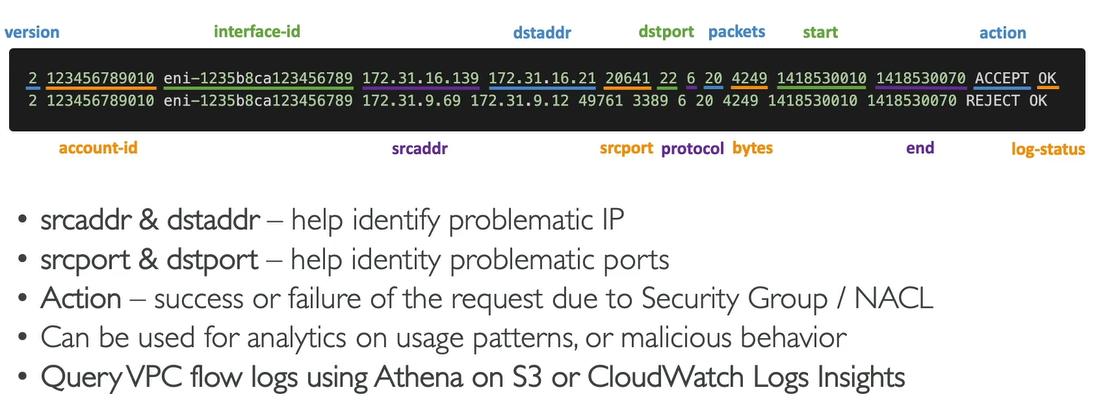 version interface-id dstaddr dstport packets start action
2 123456789010 eni-1235b8ca123456789 172.31.16.139 172.31.16.21 20641 22 6 20 4249 1418530010 1418530070 ACCEPT OK
2 123456789010 eni-1235b8ca123456789 172.31.9.69 172.31.9.12 49761 3389 6 20 4249 1418530010 1418530070 REJECT OK
account-id srcaddr srcport protocol bytes end log-status
• srcaddr & dstaddr – help identify problematic IP
• srcport & dstport – help identity problematic ports
• Action – success or failure of the request due to Security Group / NACL
• Can be used for analytics on usage patterns, or malicious behavior
• Query VPC flow logs using Athena on S3 or CloudWatch Logs Insights